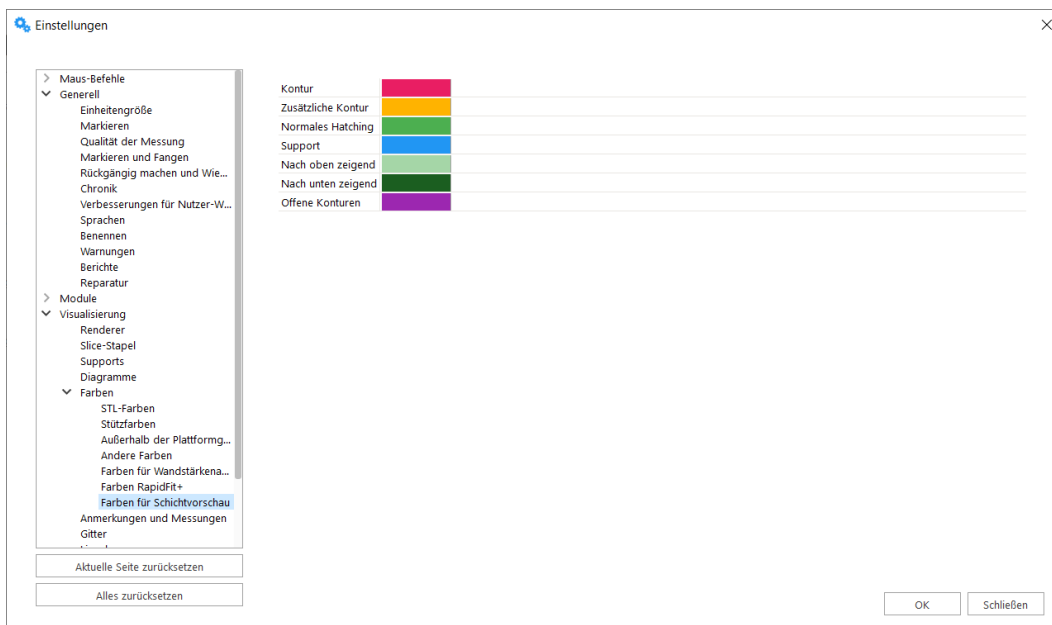 Einstellungen
Maus-Befehle
Generell
Einheitengröße
Markieren
Qualität der Messung
Markieren und Fangen
Rückgängig machen und Wie...
Chronik
Verbesserungen für Nutzer-W...
Sprachen
Benennen
Warnungen
Berichte
Reparatur
Module
Visualisierung
Renderer
Slice-Stapel
Supports
Diagramme
Farben
STL-Farben
Stützfarben
Außerhalb der Plattformg...
Andere Farben
Farben für Wandstärkena...
Farben RapidFit+
Farben für Schichtvorschau
Anmerkungen und Messungen
Gitter
Aktuelle Seite zurücksetzen
Alles zurücksetzen
Kontur
Zusätzliche Kontur
Normales Hatching
Support
Nach oben zeigend
Nach unten zeigend
Offene Konturen
OK
Schließen